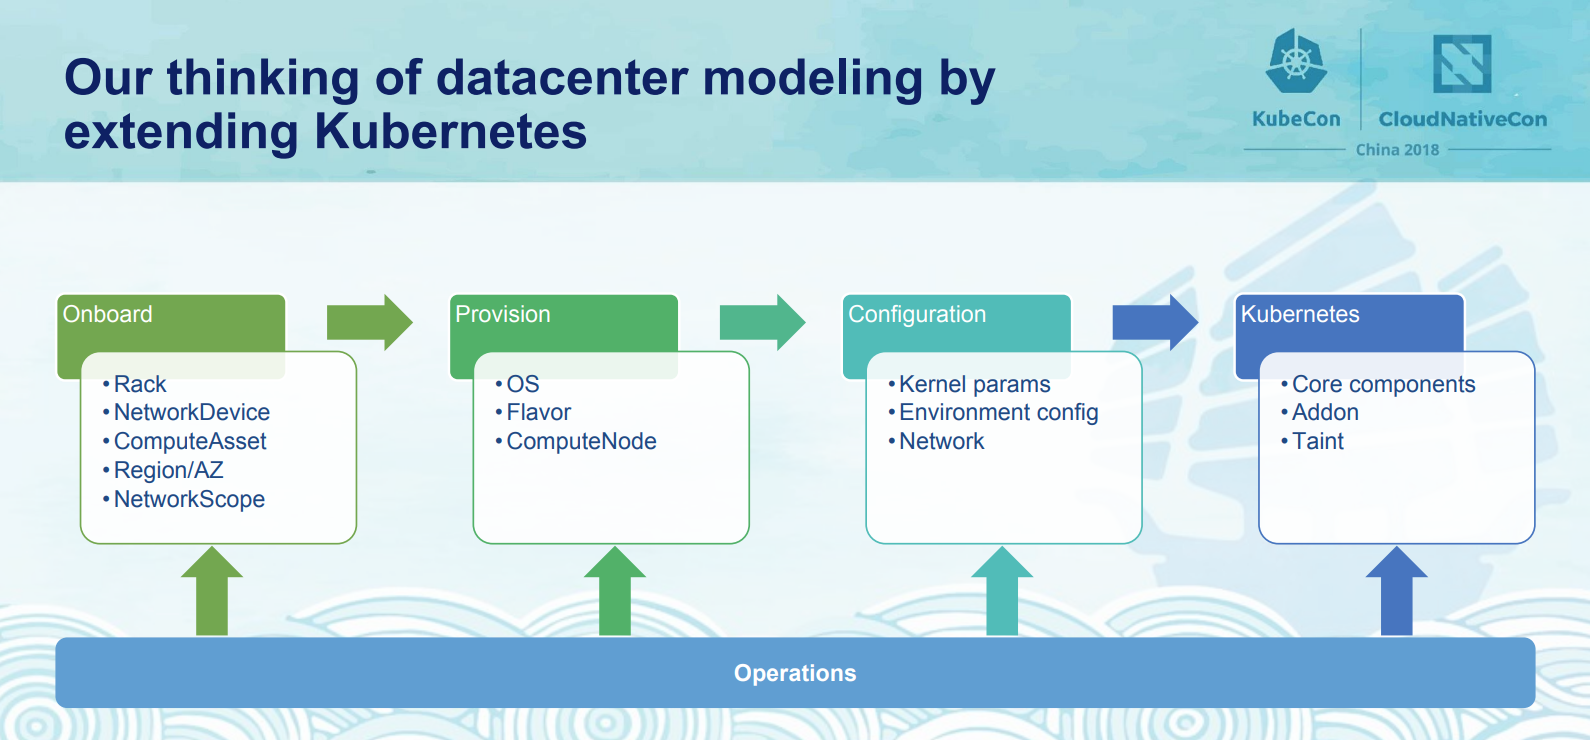 Our thinking of datacenter modeling by
extending Kubernetes
KubeCon
CloudNativeCon
China 2018
Onboard
• Rack
• NetworkDevice
• ComputeAsset
• Region/AZ
• NetworkScope
Provision
• OS
• Flavor
• ComputeNode
Configuration
• Kernel params
• Environment config
• Network
Kubernetes
• Core components
• Addon
• Taint
Operations